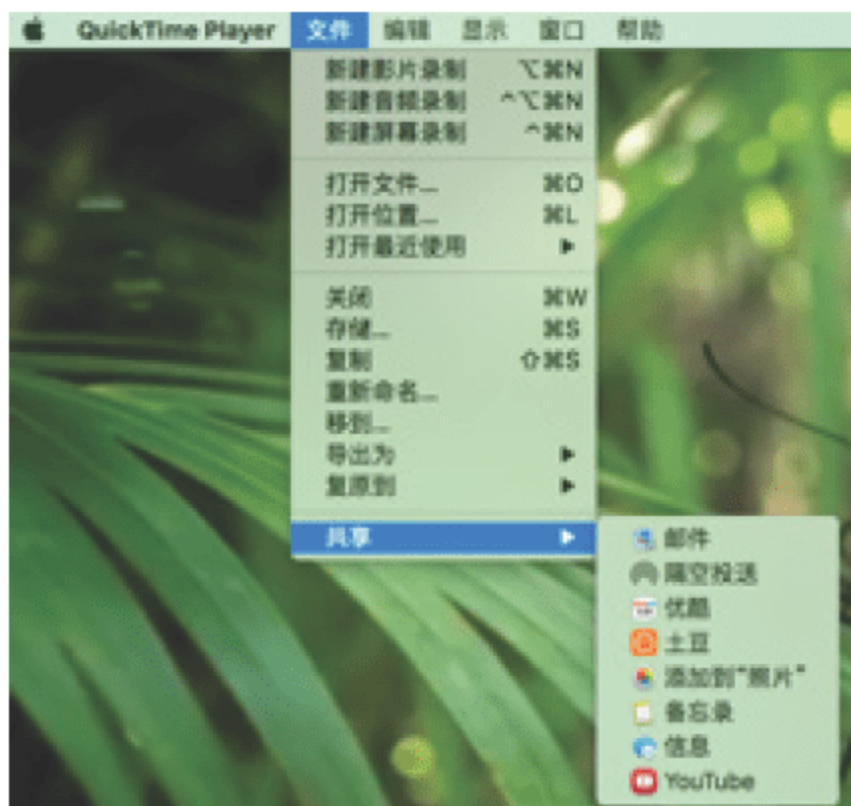 QuickTime Player 文件 编辑 显示 窗口 帮助
新建影片录制 ⌥⌘N
新建音频录制 ^⌥⌘N
新建屏幕录制 ^⌘N
打开文件... ⌘O
打开位置... ⌘L
打开最近使用 ▶
关闭 ⌘W
存储... ⌘S
复制 ⇧⌘S
重新命名...
移到...
导出为 ▶
复原到 ▶
共享 ▶
邮件
隔空投送
优酷
土豆
添加到“照片”
备忘录
信息
YouTube